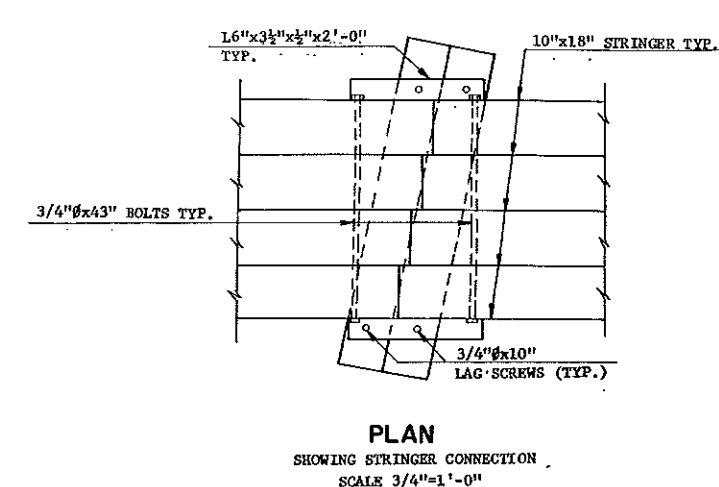 L6"x3½"x½"x2'-0"
TYP.
10"x18" STRINGER TYP.
3/4"Øx43" BOLTS TYP.
3/4"Øx10"
LAG SCREWS (TYP.)
PLAN
SHOWING STRINGER CONNECTION
SCALE 3/4"=1'-0"